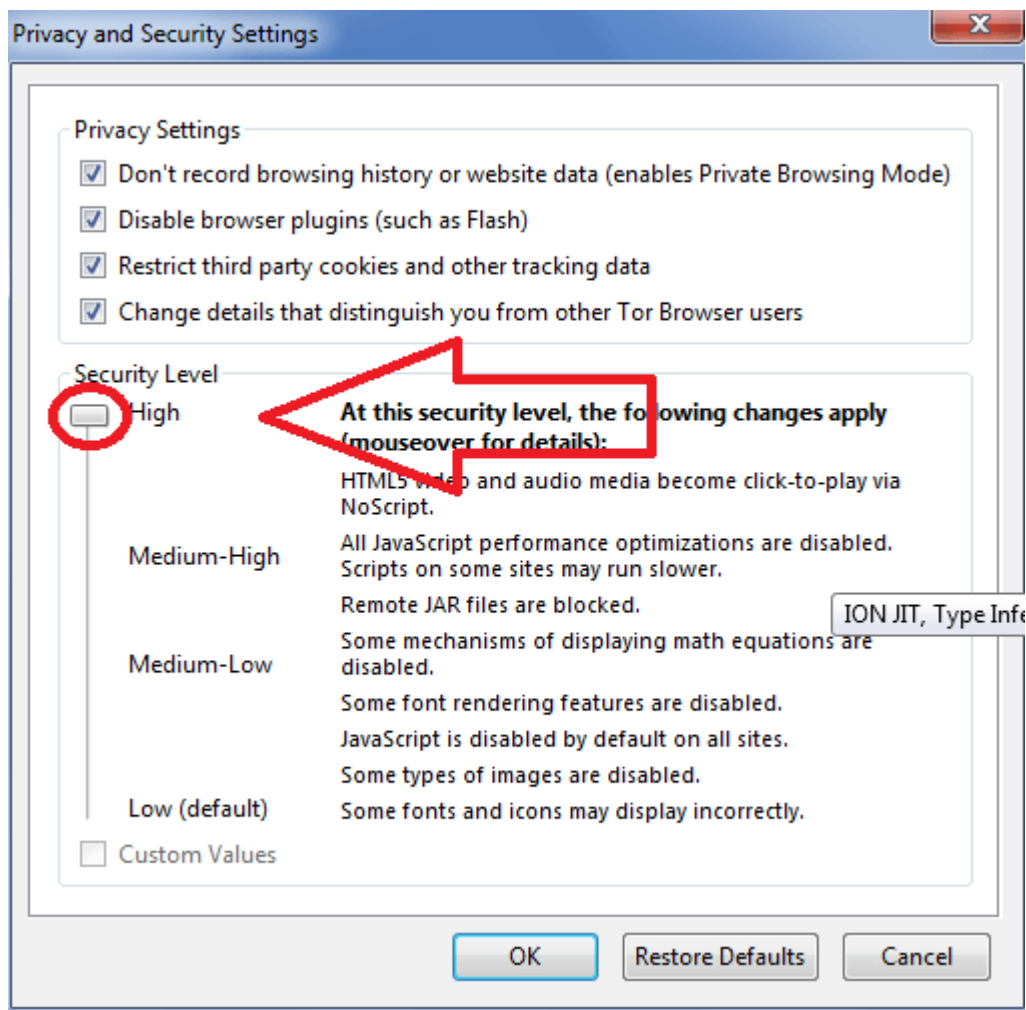 Privacy and Security Settings
Privacy Settings
Don't record browsing history or website data (enables Private Browsing Mode)
Disable browser plugins (such as Flash)
Restrict third party cookies and other tracking data
Change details that distinguish you from other Tor Browser users
Security Level
High
At this security level, the following changes apply
(mouseover for details):
HTML5 video and audio media become click-to-play via
NoScript.
Medium-High
All JavaScript performance optimizations are disabled.
Scripts on some sites may run slower.
Remote JAR files are blocked.
ION JIT, Type Infe
Some mechanisms of displaying math equations are
disabled.
Medium-Low
Some font rendering features are disabled.
JavaScript is disabled by default on all sites.
Some types of images are disabled.
Low (default)
Some fonts and icons may display incorrectly.
Custom Values
OK
Restore Defaults
Cancel